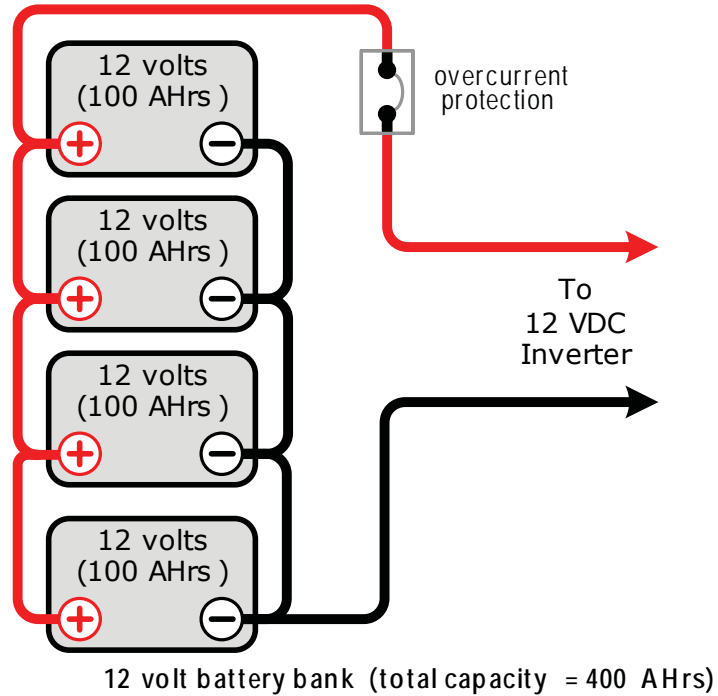 12 volts
(100 AHrs )
+ −
overcurrent
protection
12 volts
(100 AHrs )
+ −
To
12 VDC
Inverter
12 volts
(100 AHrs )
+ −
12 volts
(100 AHrs )
+ −
12 volt battery bank (total capacity = 400 AHrs)